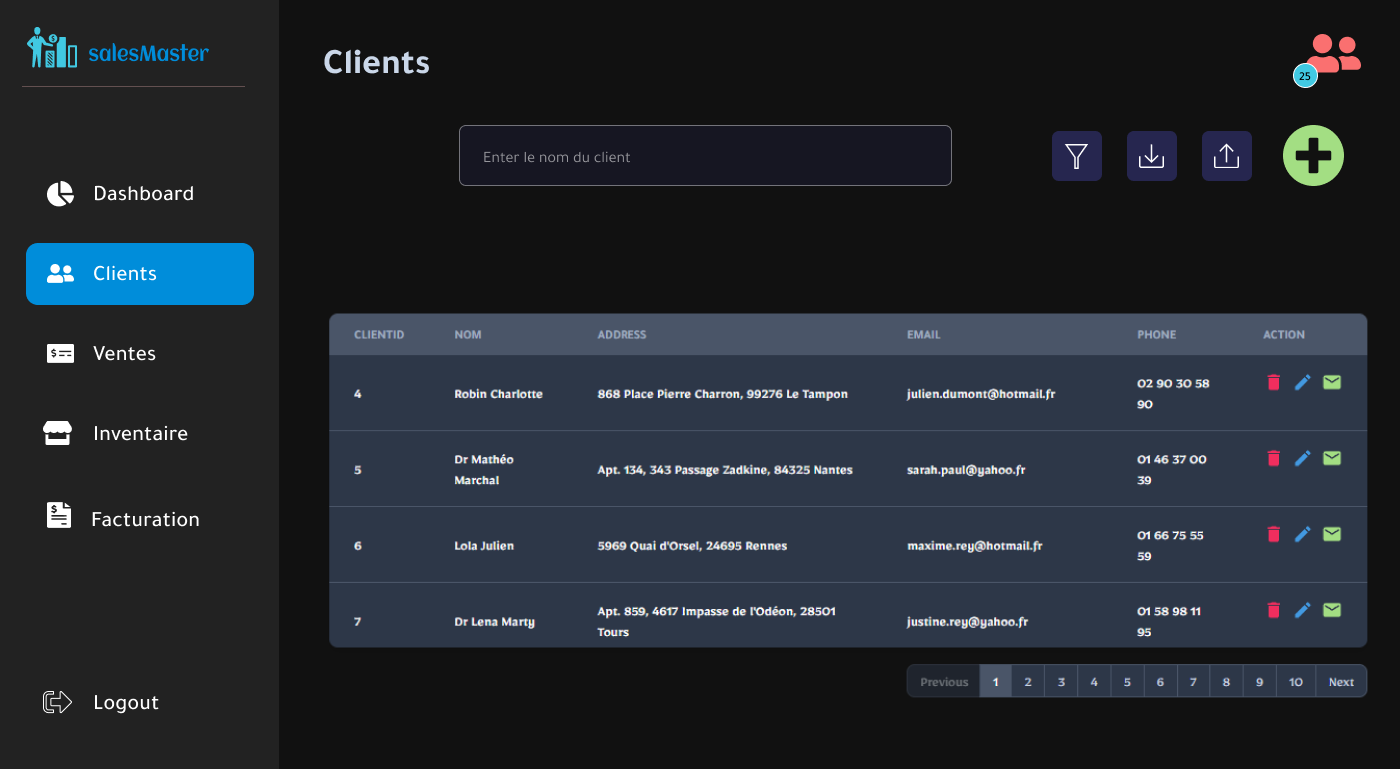 salesMaster
Clients
25
Enter le nom du client
Dashboard
Clients
Ventes
Inventaire
Facturation
Logout
CLIENTID NOM ADDRESS EMAIL PHONE ACTION
4 Robin Charlotte 868 Place Pierre Charron, 99276 Le Tampon julien.dumont@hotmail.fr 02 90 30 58
90
5 Dr Mathéo
Marchal Apt. 134, 343 Passage Zadkine, 84325 Nantes sarah.paul@yahoo.fr 01 46 37 00
39
6 Lola Julien 5969 Quai d'Orsel, 24695 Rennes maxime.rey@hotmail.fr 01 66 75 55
59
7 Dr Lena Marty Apt. 859, 4617 Impasse de l'Odéon, 28501
Tours justine.rey@yahoo.fr 01 58 98 11
95
Previous 1 2 3 4 5 6 7 8 9 10 Next